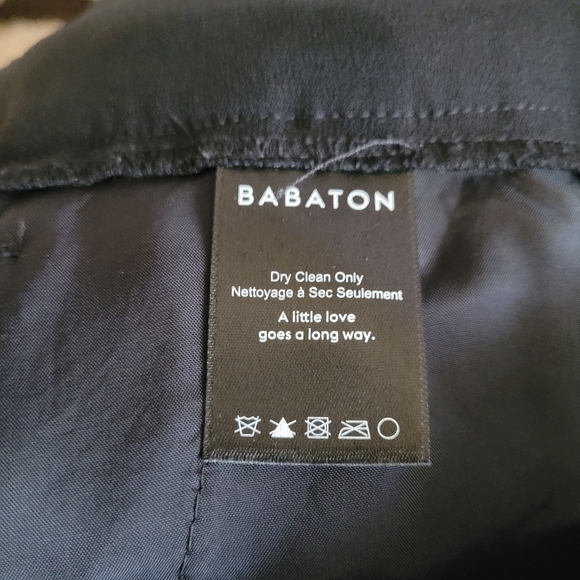 BABATON
Dry Clean Only
Nettoyage à Sec Seulement
A little love
goes a long way.